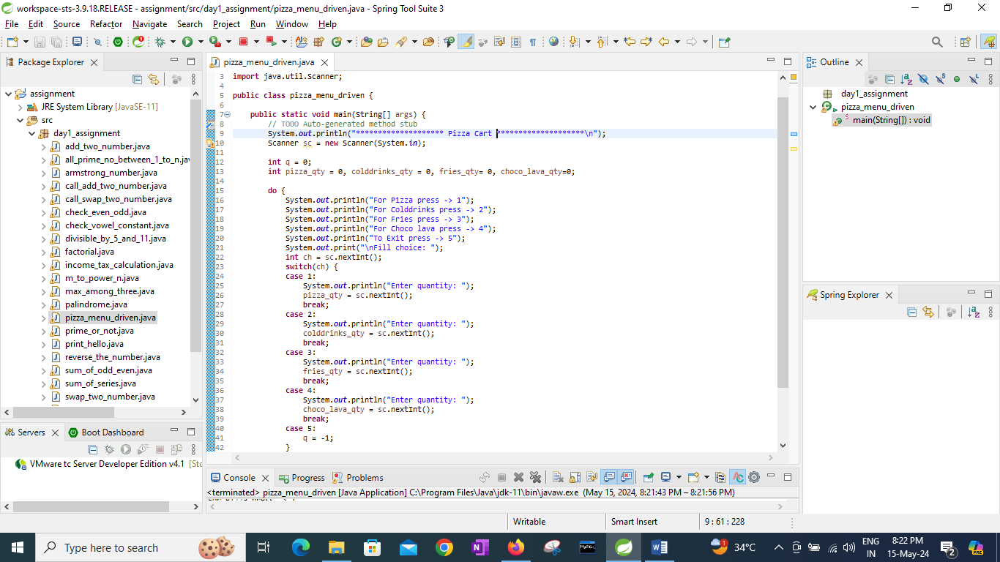 workspace-sts-3.9.18.RELEASE - assignment/src/day1_assignment/pizza_menu_driven.java - Spring Tool Suite 3
File Edit Source Refactor Navigate Search Project Run Window Help
Package Explorer
assignment
JRE System Library [JavaSE-11]
src
day1_assignment
add_two_number.java
all_prime_no_between_1_to_n.jav
armstrong_number.java
call_add_two_number.java
call_swap_two_number.java
check_even_odd.java
check_vowel_constant.java
divisible_by_5_and_11.java
factorial.java
income_tax_calculation.java
m_to_power_n.java
max_among_three.java
palindrome.java
pizza_menu_driven.java
prime_or_not.java
print_hello.java
reverse_the_number.java
sum_of_odd_even.java
sum_of_series.java
swap_two_number.java
Servers Boot Dashboard
VMware tc Server Developer Edition v4.1 [Sto
pizza_menu_driven.java
3 import java.util.Scanner;
4
5 public class pizza_menu_driven {
6
7 public static void main(String[] args) {
8 // TODO Auto-generated method stub
9 System.out.println("******************** Pizza Cart ********************\n");
10 Scanner sc = new Scanner(System.in);
11
12 int q = 0;
13 int pizza_qty = 0, colddrinks_qty = 0, fries_qty= 0, choco_lava_qty=0;
14
15 do {
16 System.out.println("For Pizza press -> 1");
17 System.out.println("For Colddrinks press -> 2");
18 System.out.println("For Fries press -> 3");
19 System.out.println("For Choco lava press -> 4");
20 System.out.println("To Exit press -> 5");
21 System.out.print("\nFill choice: ");
22 int ch = sc.nextInt();
23 switch(ch) {
24 case 1:
25 System.out.println("Enter quantity: ");
26 pizza_qty = sc.nextInt();
27 break;
28 case 2:
29 System.out.println("Enter quantity: ");
30 colddrinks_qty = sc.nextInt();
31 break;
32 case 3:
33 System.out.println("Enter quantity: ");
34 fries_qty = sc.nextInt();
35 break;
36 case 4:
37 System.out.println("Enter quantity: ");
38 choco_lava_qty = sc.nextInt();
39 break;
40 case 5:
41 q = -1;
42 }
Console Progress Problems
<terminated> pizza_menu_driven [Java Application] C:\Program Files\Java\jdk-11\bin\javaw.exe (May 15, 2024, 8:21:43 PM – 8:21:56 PM)
Outline
day1_assignment
pizza_menu_driven
main(String[]) : void
Spring Explorer
Writable Smart Insert 9 : 61 : 228
Type here to search
34°C
ENG
IN
8:22 PM
15-May-24
2
PRE